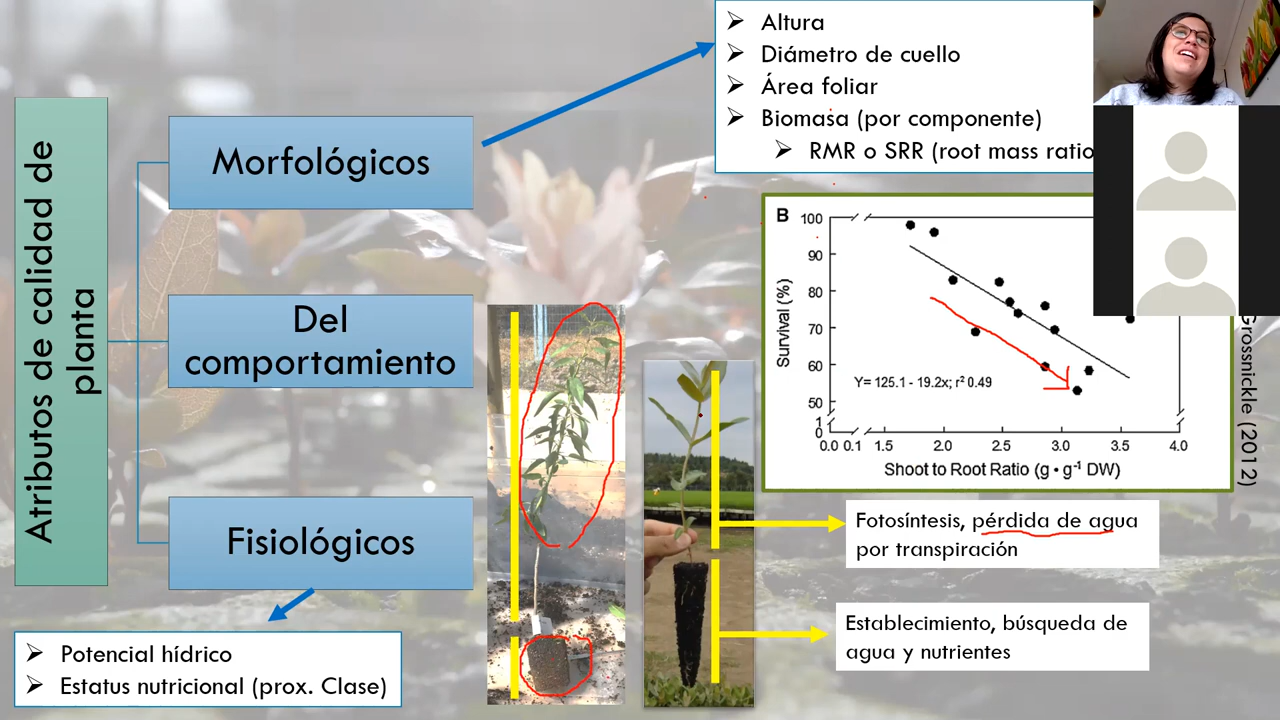 Atributos de calidad de
planta
Morfológicos
Del
comportamiento
Fisiológicos
Potencial hídrico
Estatus nutricional (prox. Clase)
Altura
Diámetro de cuello
Área foliar
Biomasa (por componente)
RMR o SRR (root mass ratio
B
Survival (%)
100
90
80
70
60
50
1
0
Y= 125.1 - 19.2x; r² 0.49
0.0 0.1 1.5 2.0 2.5 3.0 3.5 4.0
Shoot to Root Ratio (g • g⁻¹ DW)
Grosnickle (2012)
Fotosíntesis, pérdida de agua
por transpiración
Establecimiento, búsqueda de
agua y nutrientes